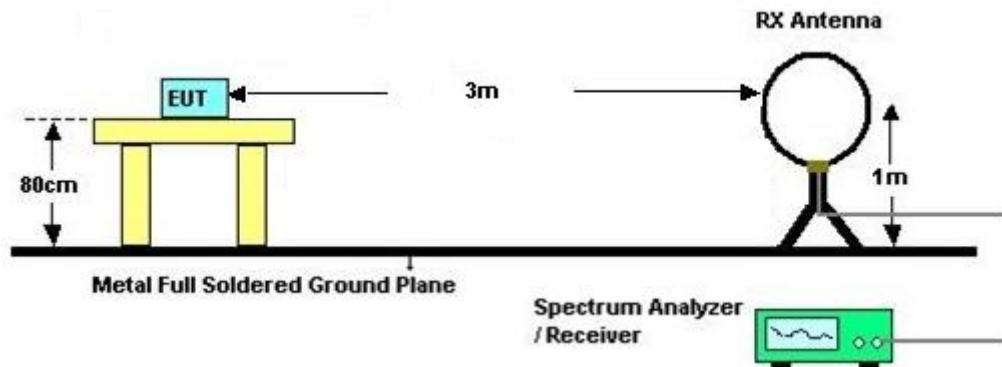 RX Antenna
EUT
3m
80cm
1m
Metal Full Soldered Ground Plane
Spectrum Analyzer
/ Receiver